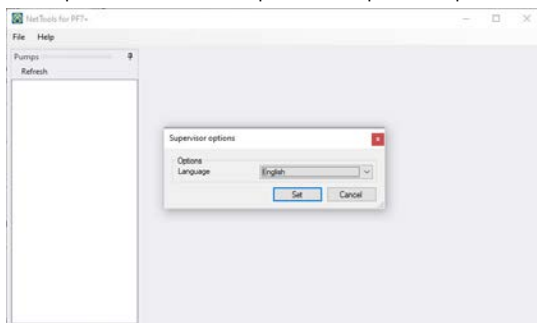 NetTools for PF7+
File Help
Pumps
Refresh
Supervisor options
Options
Language English
Set Cancel